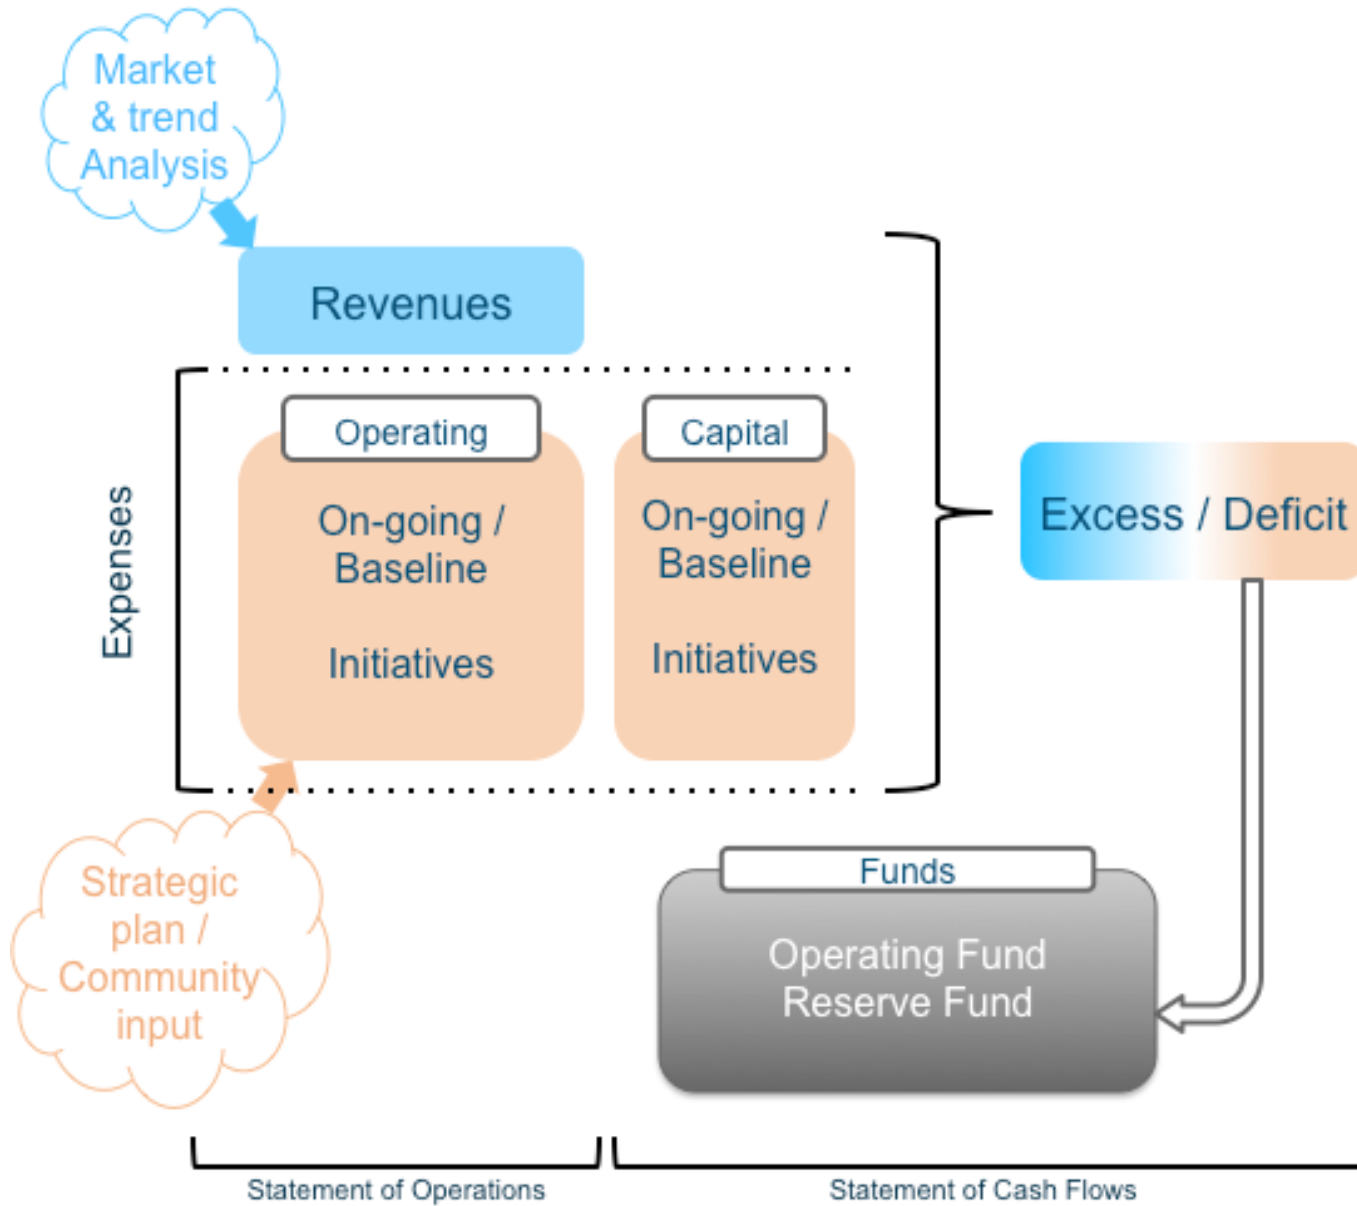 Market
& trend
Analysis
Revenues
Expenses
Operating
On-going /
Baseline
Initiatives
Capital
On-going /
Baseline
Initiatives
Excess / Deficit
Strategic
plan /
Community
input
Funds
Operating Fund
Reserve Fund
Statement of Operations
Statement of Cash Flows